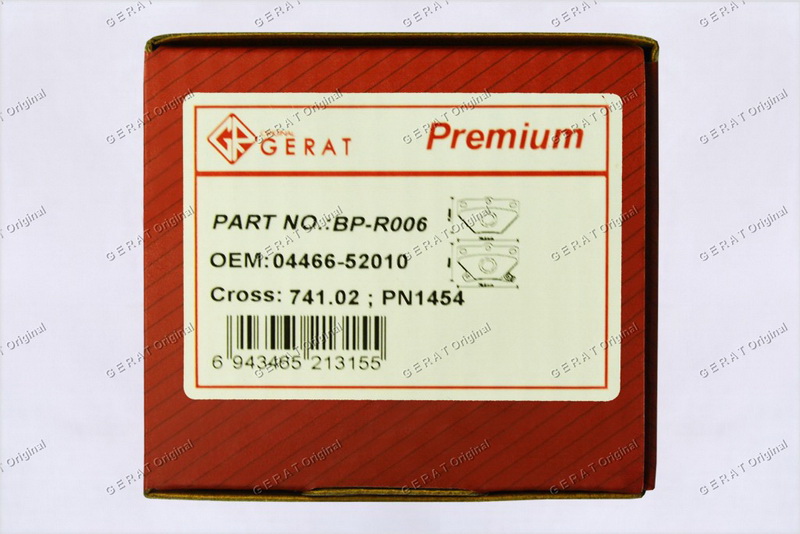 GERAT
Premium
PART NO.:BP-R006
OEM:04466-52010
Cross: 741.02 ; PN1454
6 943465 213155
GERAT Original